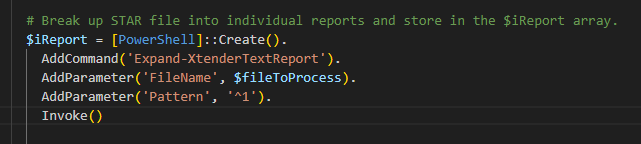 # Break up STAR file into individual reports and store in the $iReport array.
$iReport = [PowerShell]::Create().
AddCommand('Expand-XtenderTextReport').
AddParameter('FileName', $fileToProcess).
AddParameter('Pattern', '^1').
Invoke()